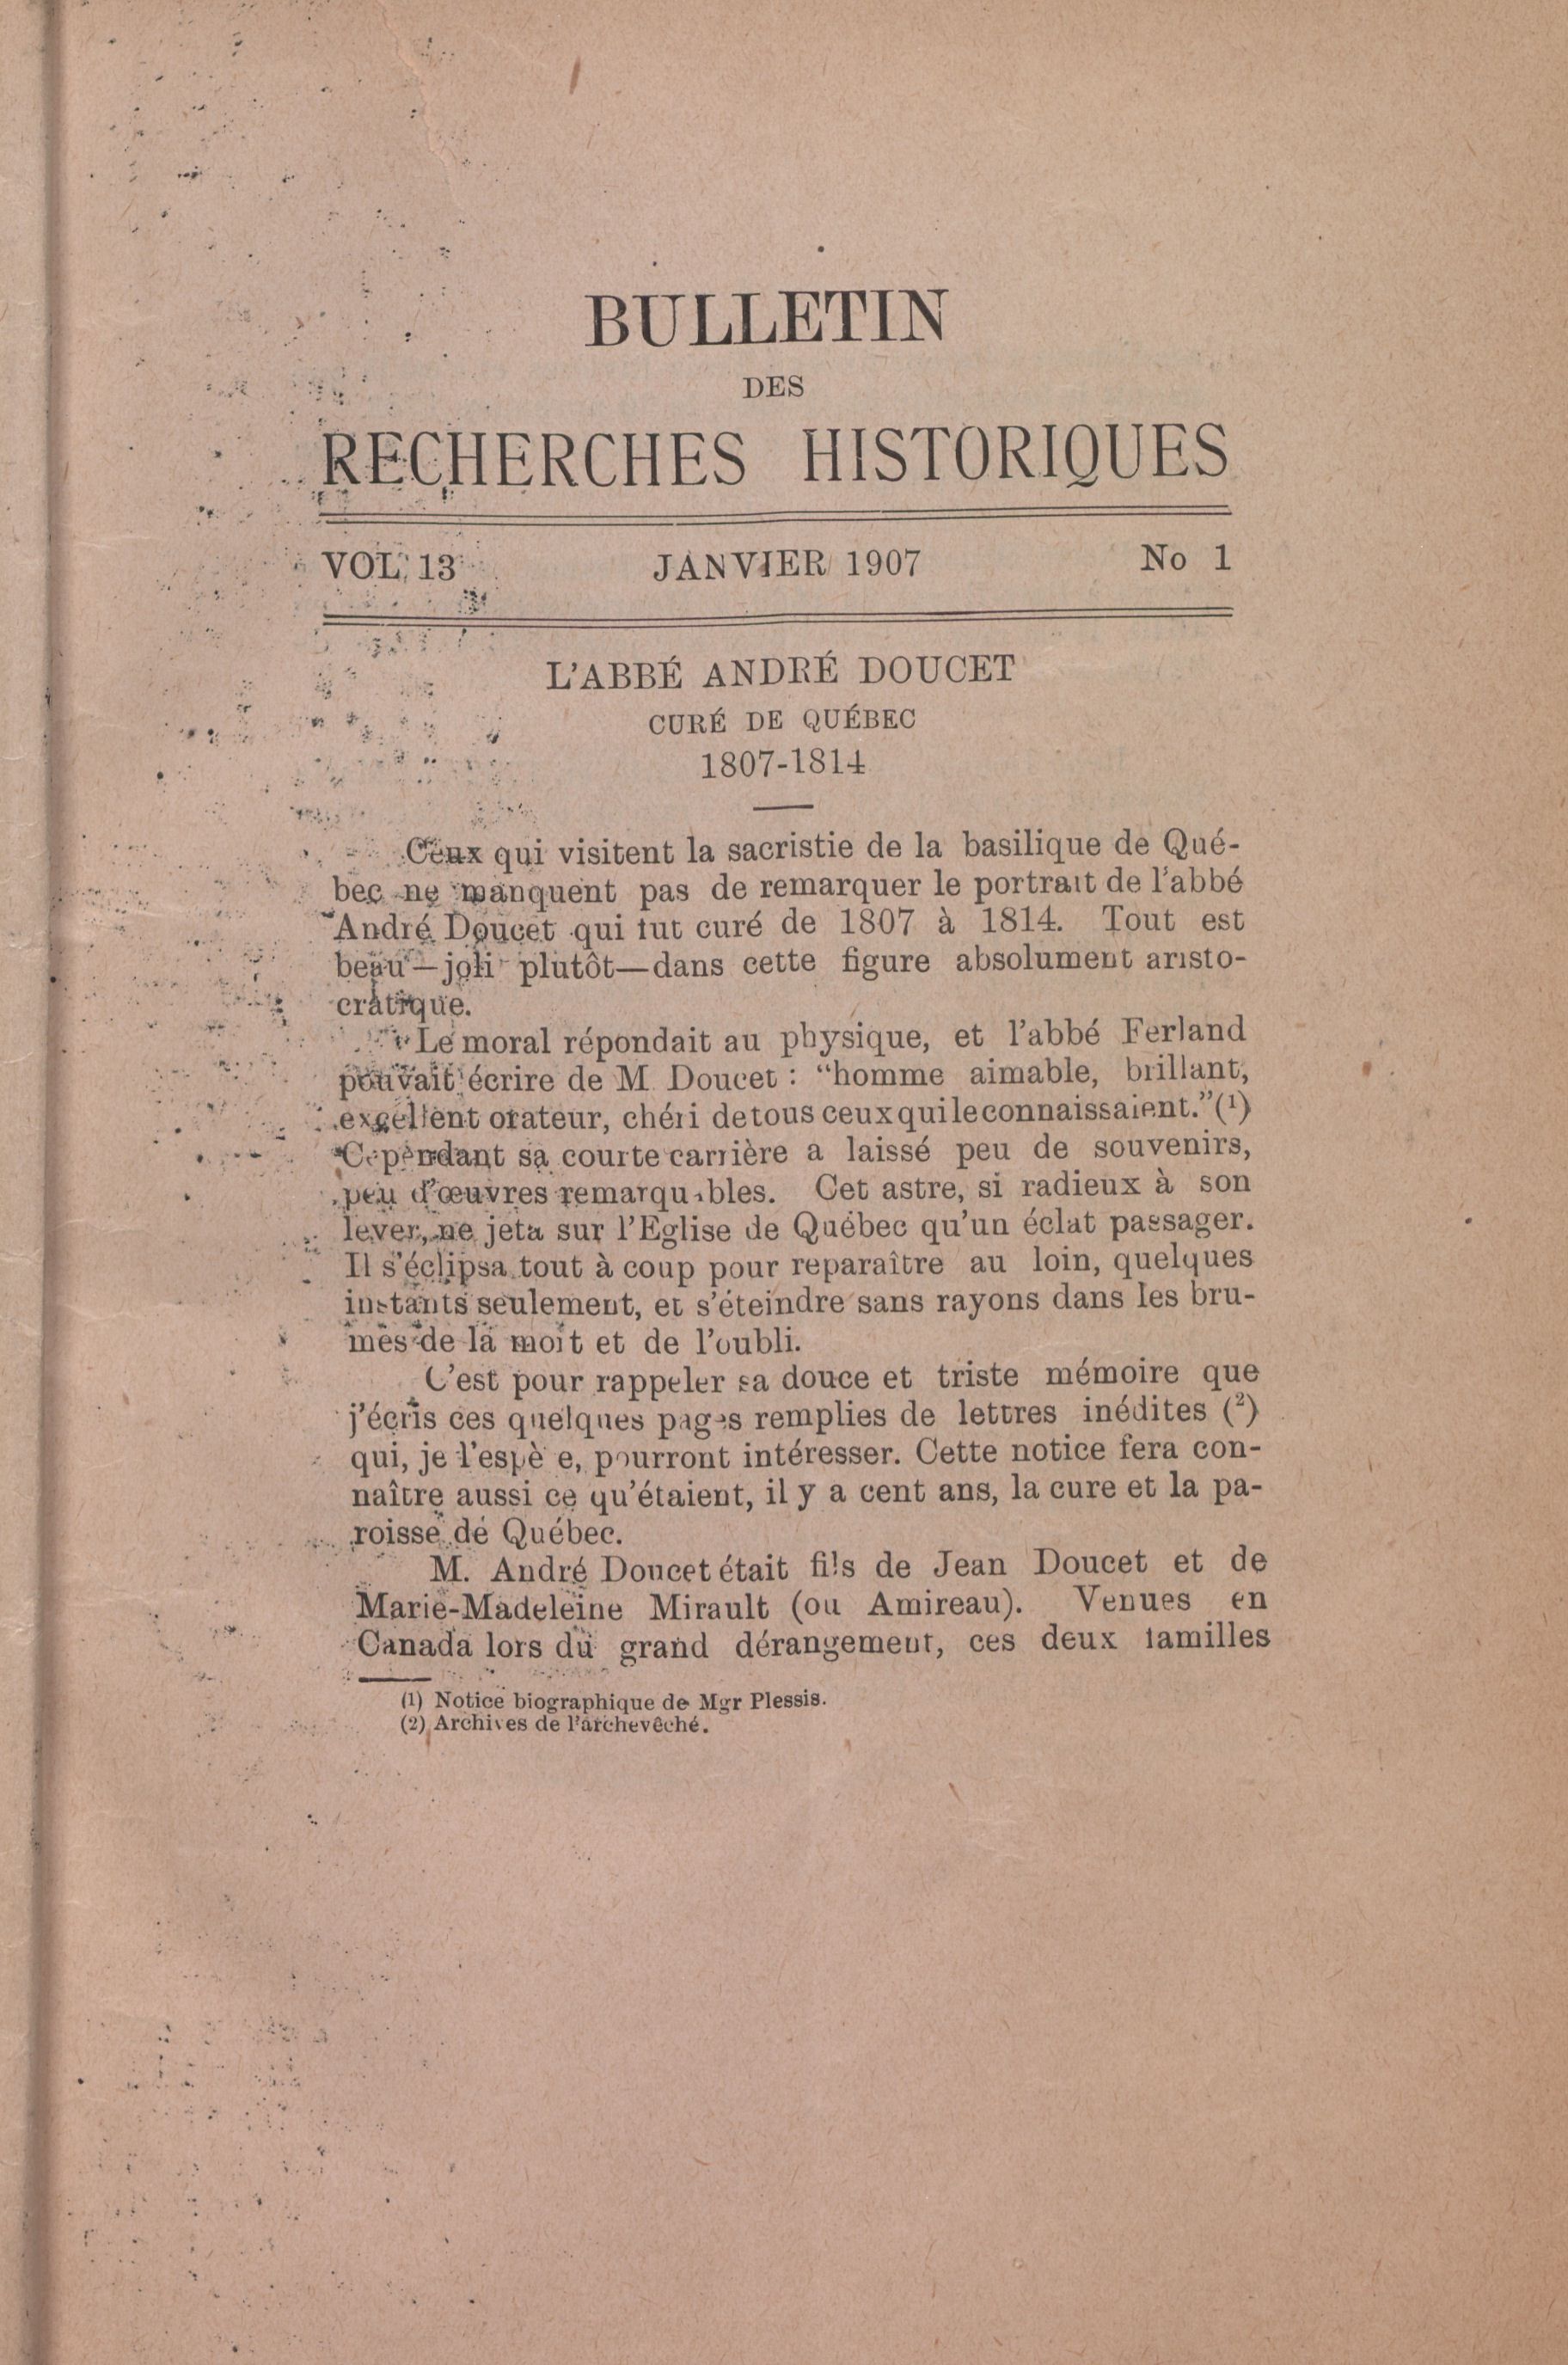 BULLETIN
DES
RECHERCHES HISTORIQUES
VOL. 13 JANVIER 1907 No 1
L'ABBÉ ANDRÉ DOUCET
CURÉ DE QUÉBEC
1807-1814
Ceux qui visitent la sacristie de la basilique de Qué-
bec ne manquent pas de remarquer le portrait de l'abbé
André Doucet qui fut curé de 1807 à 1814. Tout est
beau—joli plutôt—dans cette figure absolument aristo-
cratique.
Le moral répondait au physique, et l'abbé Ferland
pouvait écrire de M. Doucet : “homme aimable, brillant,
excellent orateur, chéri de tous ceux qui le connaissaient.”(1)
Cependant sa courte carrière a laissé peu de souvenirs,
peu d'œuvres remarquables. Cet astre, si radieux à son
lever, ne jeta sur l'Eglise de Québec qu'un éclat passager.
Il s'éclipsa tout à coup pour reparaître au loin, quelques
instants seulement, et s'éteindre sans rayons dans les bru-
mes de la mort et de l'oubli.
C'est pour rappeler sa douce et triste mémoire que
j'écris ces quelques pages remplies de lettres inédites (2)
qui, je l'espère, pourront intéresser. Cette notice fera con-
naître aussi ce qu'étaient, il y a cent ans, la cure et la pa-
roisse de Québec.
M. André Doucet était fils de Jean Doucet et de
Marie-Madeleine Mirault (ou Amireau). Venues en
Canada lors du grand dérangement, ces deux familles
(1) Notice biographique de Mgr Plessis.
(2) Archives de l'archevêché.